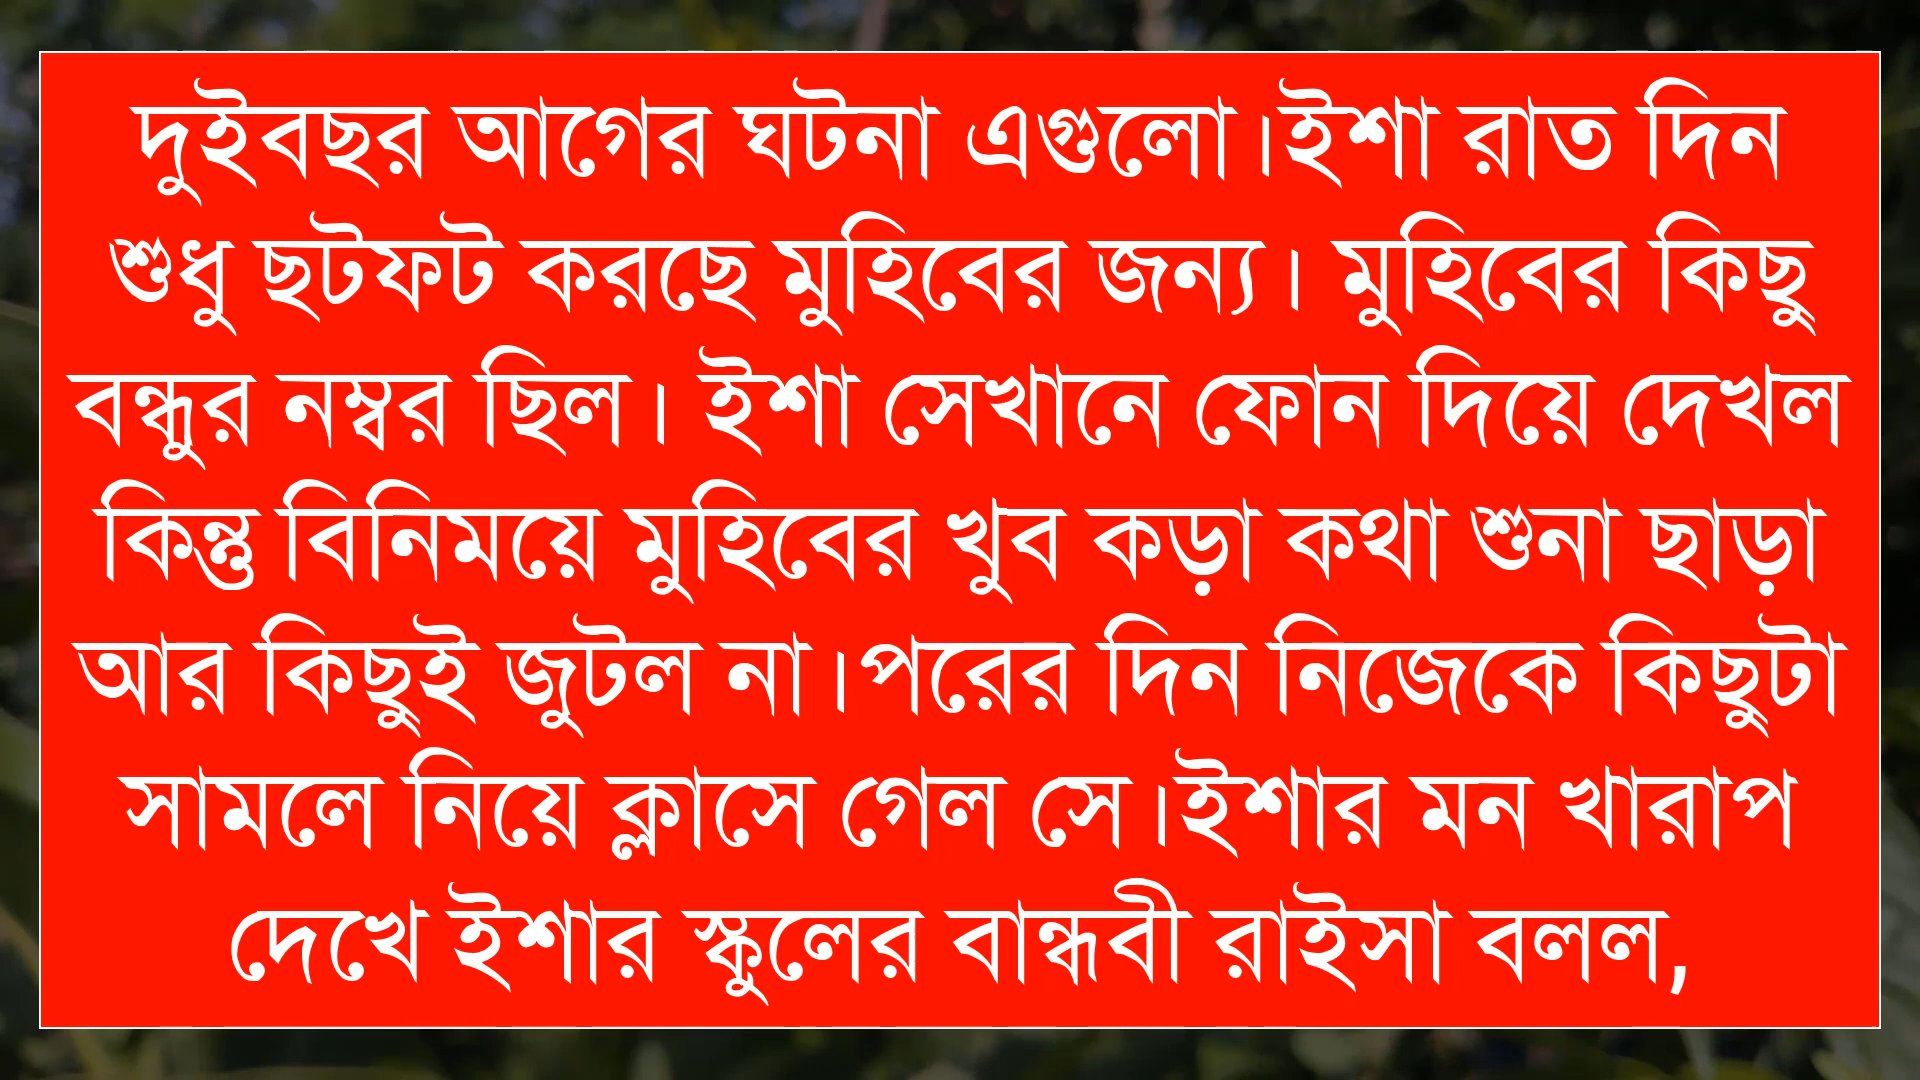 দুইবছর আগের ঘটনা এগুলো।ইশা রাত দিন
শুধু ছটফট করছে মুহিবের জন্য। মুহিবের কিছু
বন্ধুর নম্বর ছিল। ইশা সেখানে ফোন দিয়ে দেখল
কিন্তু বিনিময়ে মুহিবের খুব কড়া কথা শুনা ছাড়া
আর কিছুই জুটল না।পরের দিন নিজেকে কিছুটা
সামলে নিয়ে ক্লাসে গেল সে।ইশার মন খারাপ
দেখে ইশার স্কুলের বান্ধবী রাইসা বলল,